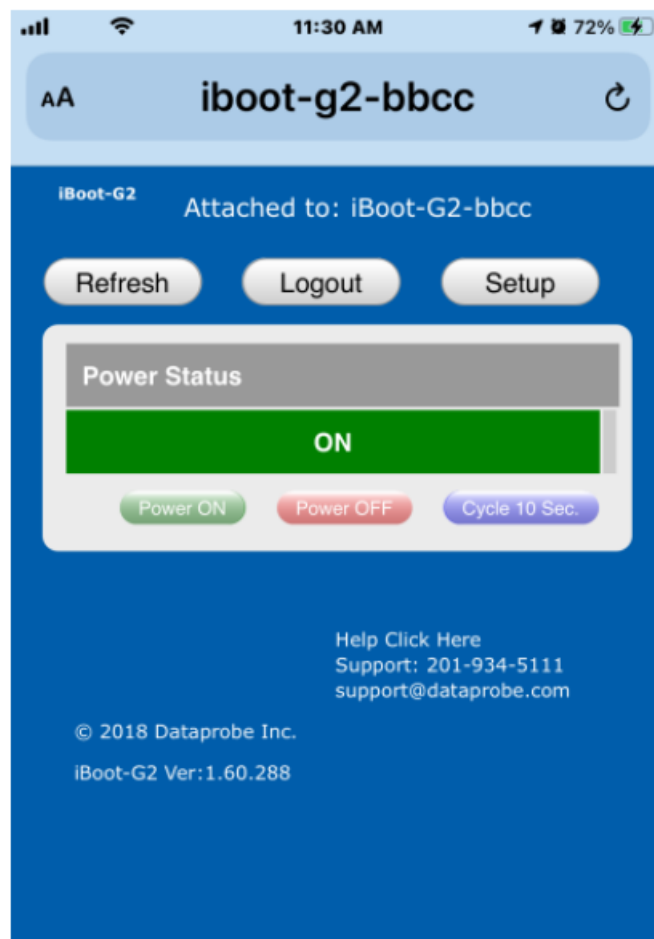 11:30 AM 72%
AA iboot-g2-bbcc
iBoot-G2
Attached to: iBoot-G2-bbcc
Refresh Logout Setup
Power Status
ON
Power ON Power OFF Cycle 10 Sec.
Help Click Here
Support: 201-934-5111
support@dataprobe.com
© 2018 Dataprobe Inc.
iBoot-G2 Ver:1.60.288